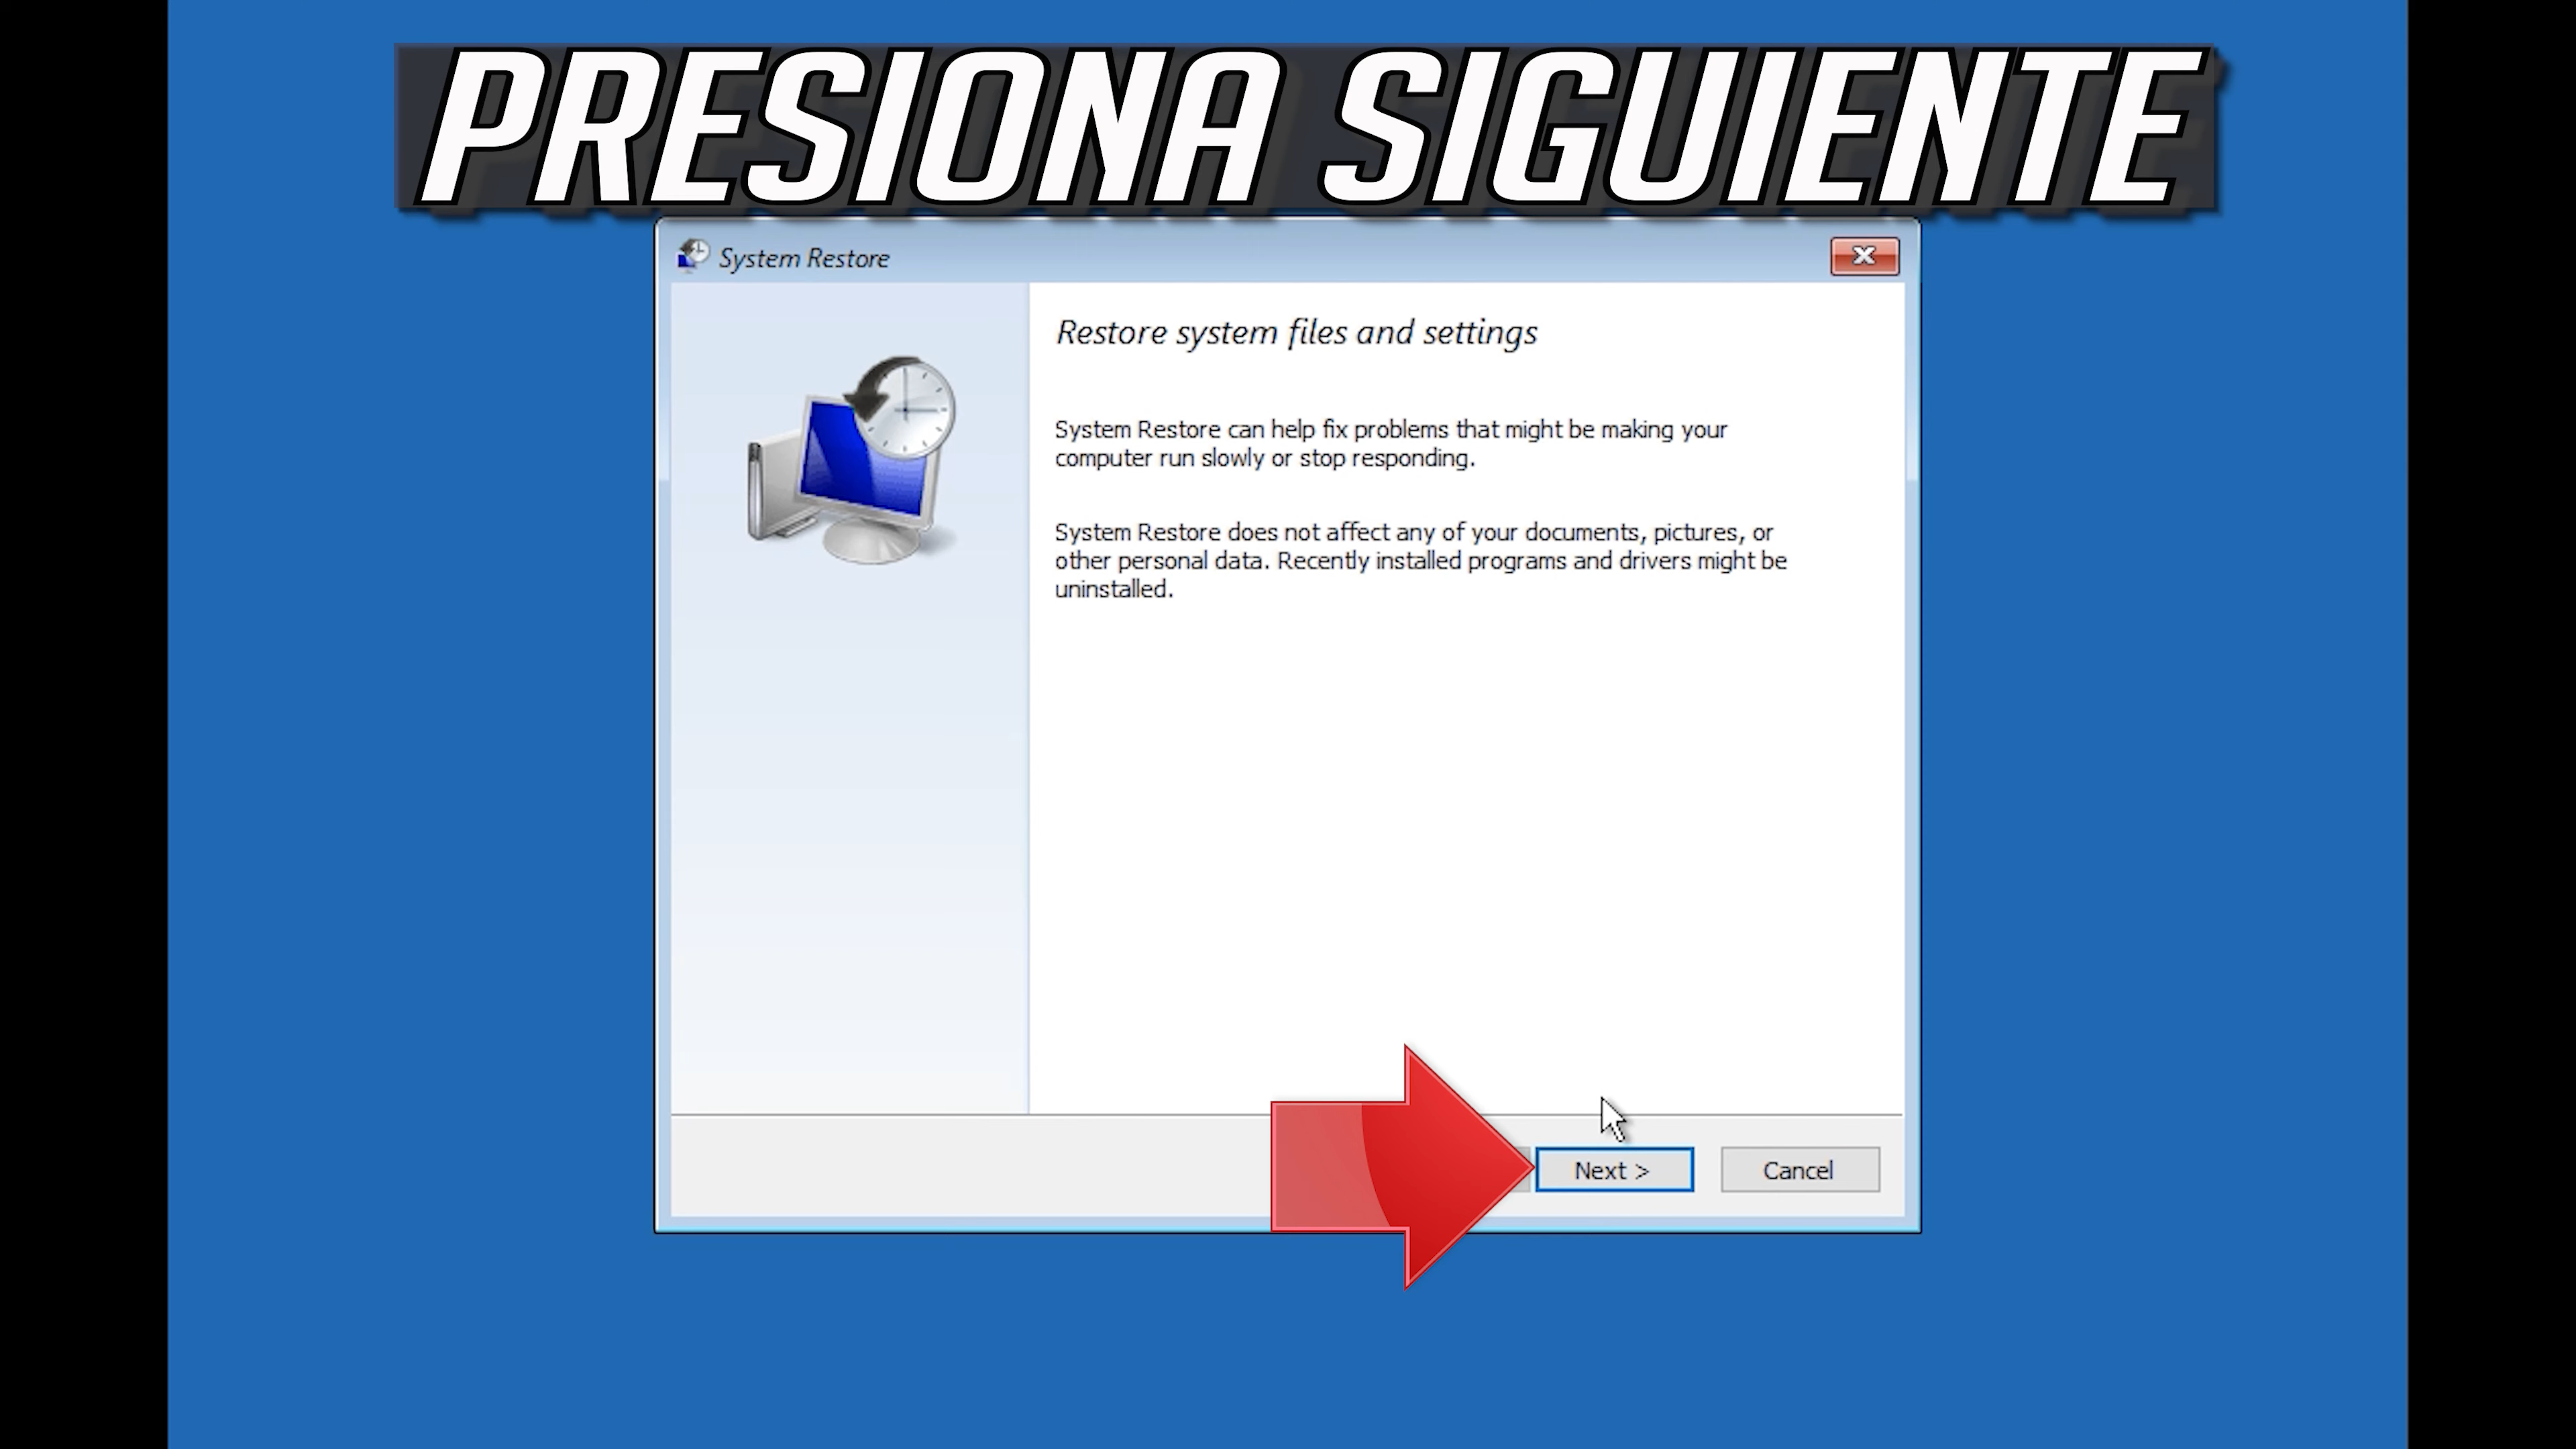 PRESIONA SIGUIENTE
System Restore
Restore system files and settings
System Restore can help fix problems that might be making your
computer run slowly or stop responding.
System Restore does not affect any of your documents, pictures, or
other personal data. Recently installed programs and drivers might be
uninstalled.
Next >
Cancel